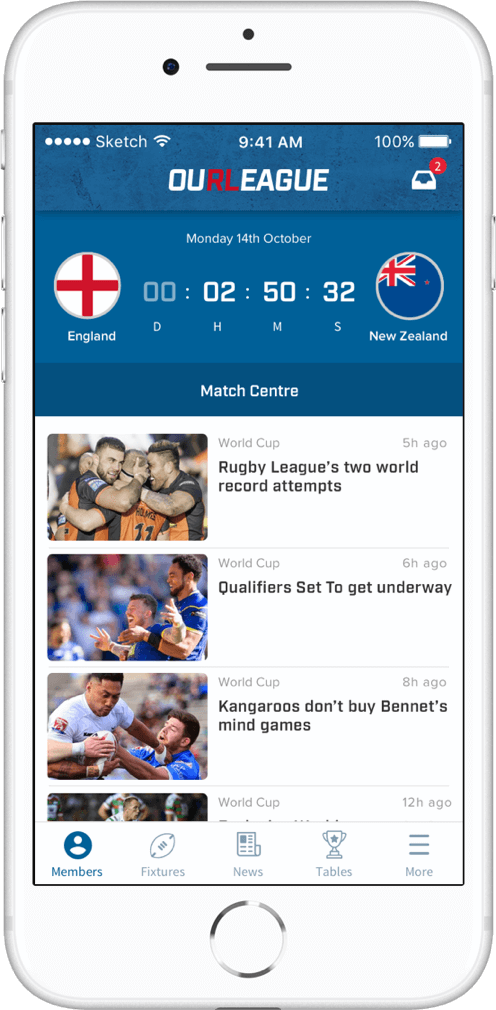 Sketch 9:41 AM 100%
OURLEAGUE
2
Monday 14th October
00 : 02 : 50 : 32
D H M S
England New Zealand
Match Centre
World Cup 5h ago
Rugby League's two world
record attempts
World Cup 6h ago
Qualifiers Set To get underway
World Cup 8h ago
Kangaroos don't buy Bennet's
mind games
World Cup 12h ago
Members Fixtures News Tables More